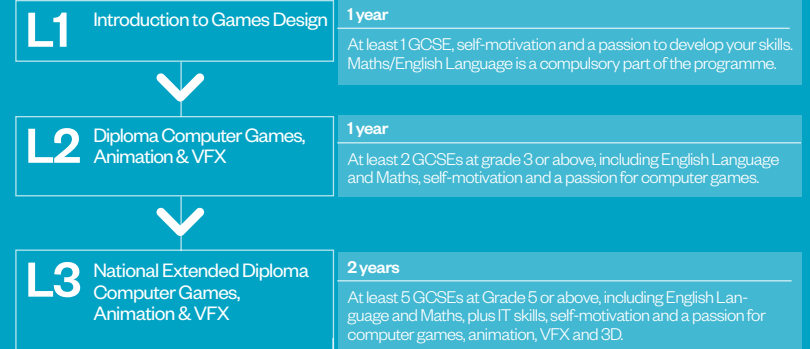 L1
Introduction to Games Design
1 year
At least 1 GCSE, self-motivation and a passion to develop your skills.
Maths/English Language is a compulsory part of the programme.
L2
Diploma Computer Games,
Animation & VFX
1 year
At least 2 GCSEs at grade 3 or above, including English Language
and Maths, self-motivation and a passion for computer games.
L3
National Extended Diploma
Computer Games,
Animation & VFX
2 years
At least 5 GCSEs at Grade 5 or above, including English Lan-
guage and Maths, plus IT skills, self-motivation and a passion for
computer games, animation, VFX and 3D.